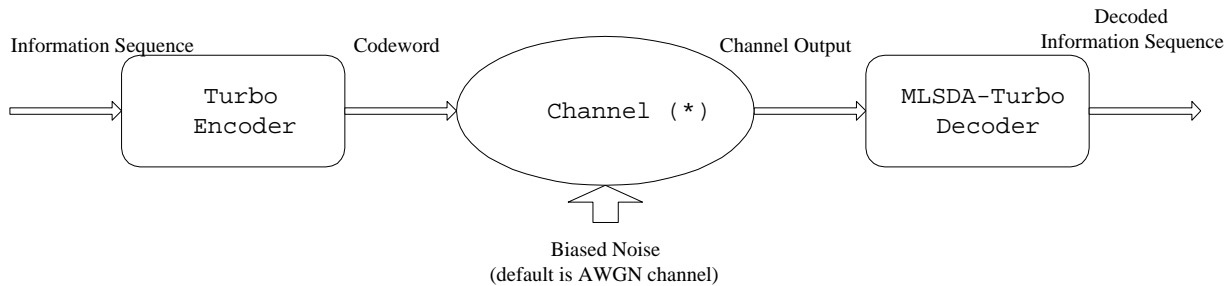 Information Sequence
Turbo
Encoder
Codeword
Channel (*)
Biased Noise
(default is AWGN channel)
Channel Output
MLSDA-Turbo
Decoder
Decoded
Information Sequence